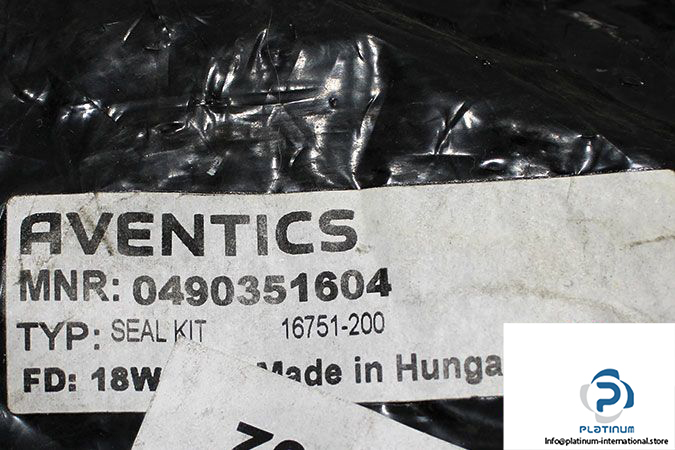 AVENTICS
MNR: 0490351604
TYP: SEAL KIT 16751-200
FD: 18W Made in Hunga
PLATINUM
Info@platinum-international.store